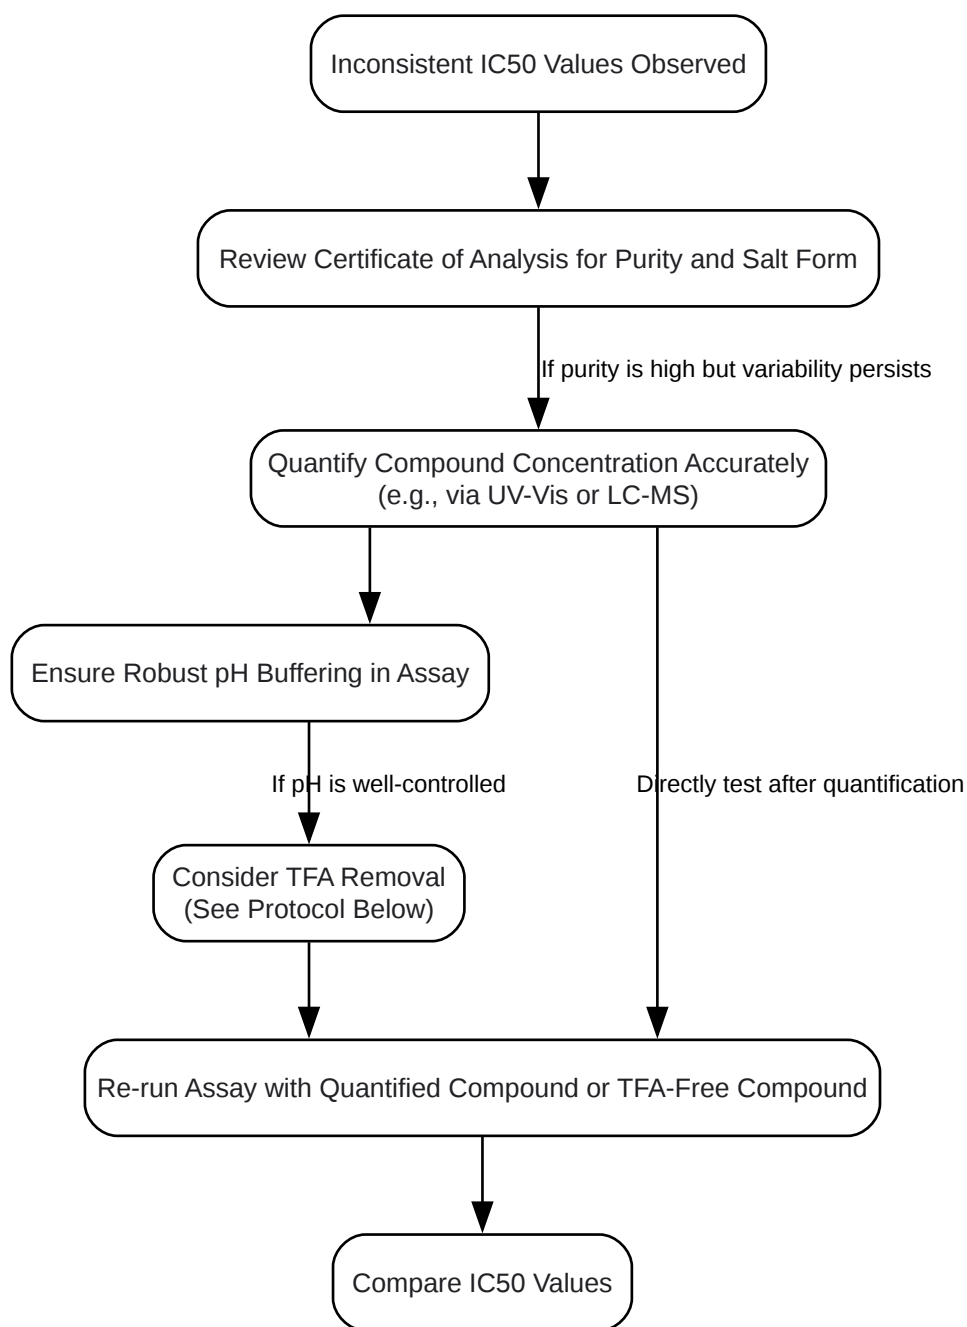 Inconsistent IC50 Values Observed
Review Certificate of Analysis for Purity and Salt Form
If purity is high but variability persists
Quantify Compound Concentration Accurately
(e.g., via UV-Vis or LC-MS)
Ensure Robust pH Buffering in Assay
If pH is well-controlled
Directly test after quantification
Consider TFA Removal
(See Protocol Below)
Re-run Assay with Quantified Compound or TFA-Free Compound
Compare IC50 Values